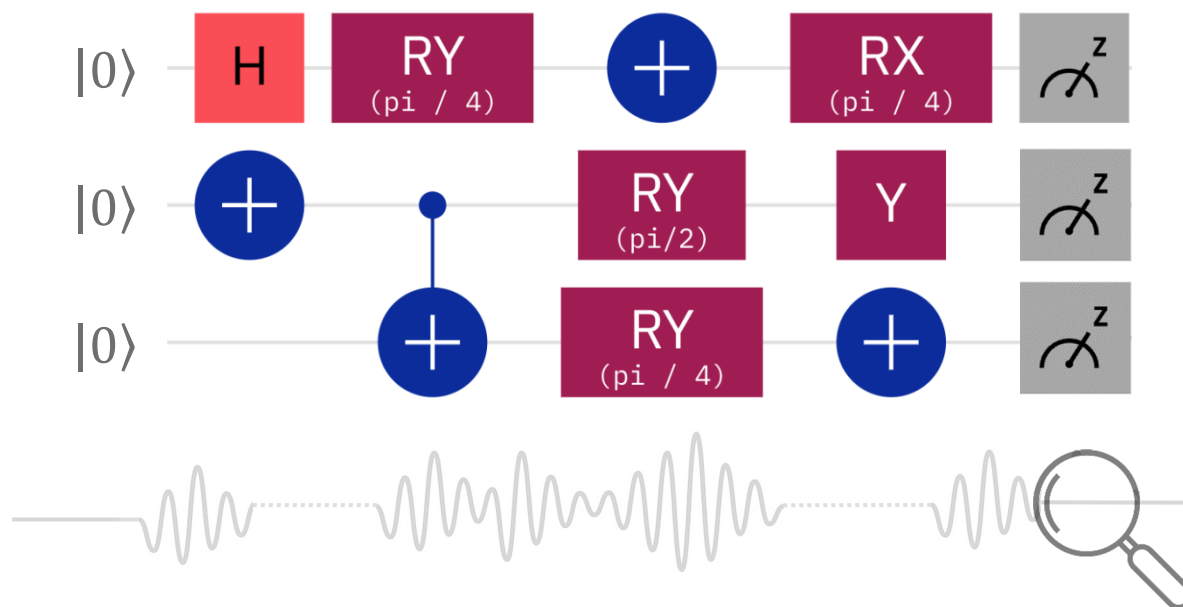 |0⟩ H RY RX z
(pi / 4) (pi / 4)
|0⟩ RY Y z
(pi/2)
|0⟩ RY z
(pi / 4)